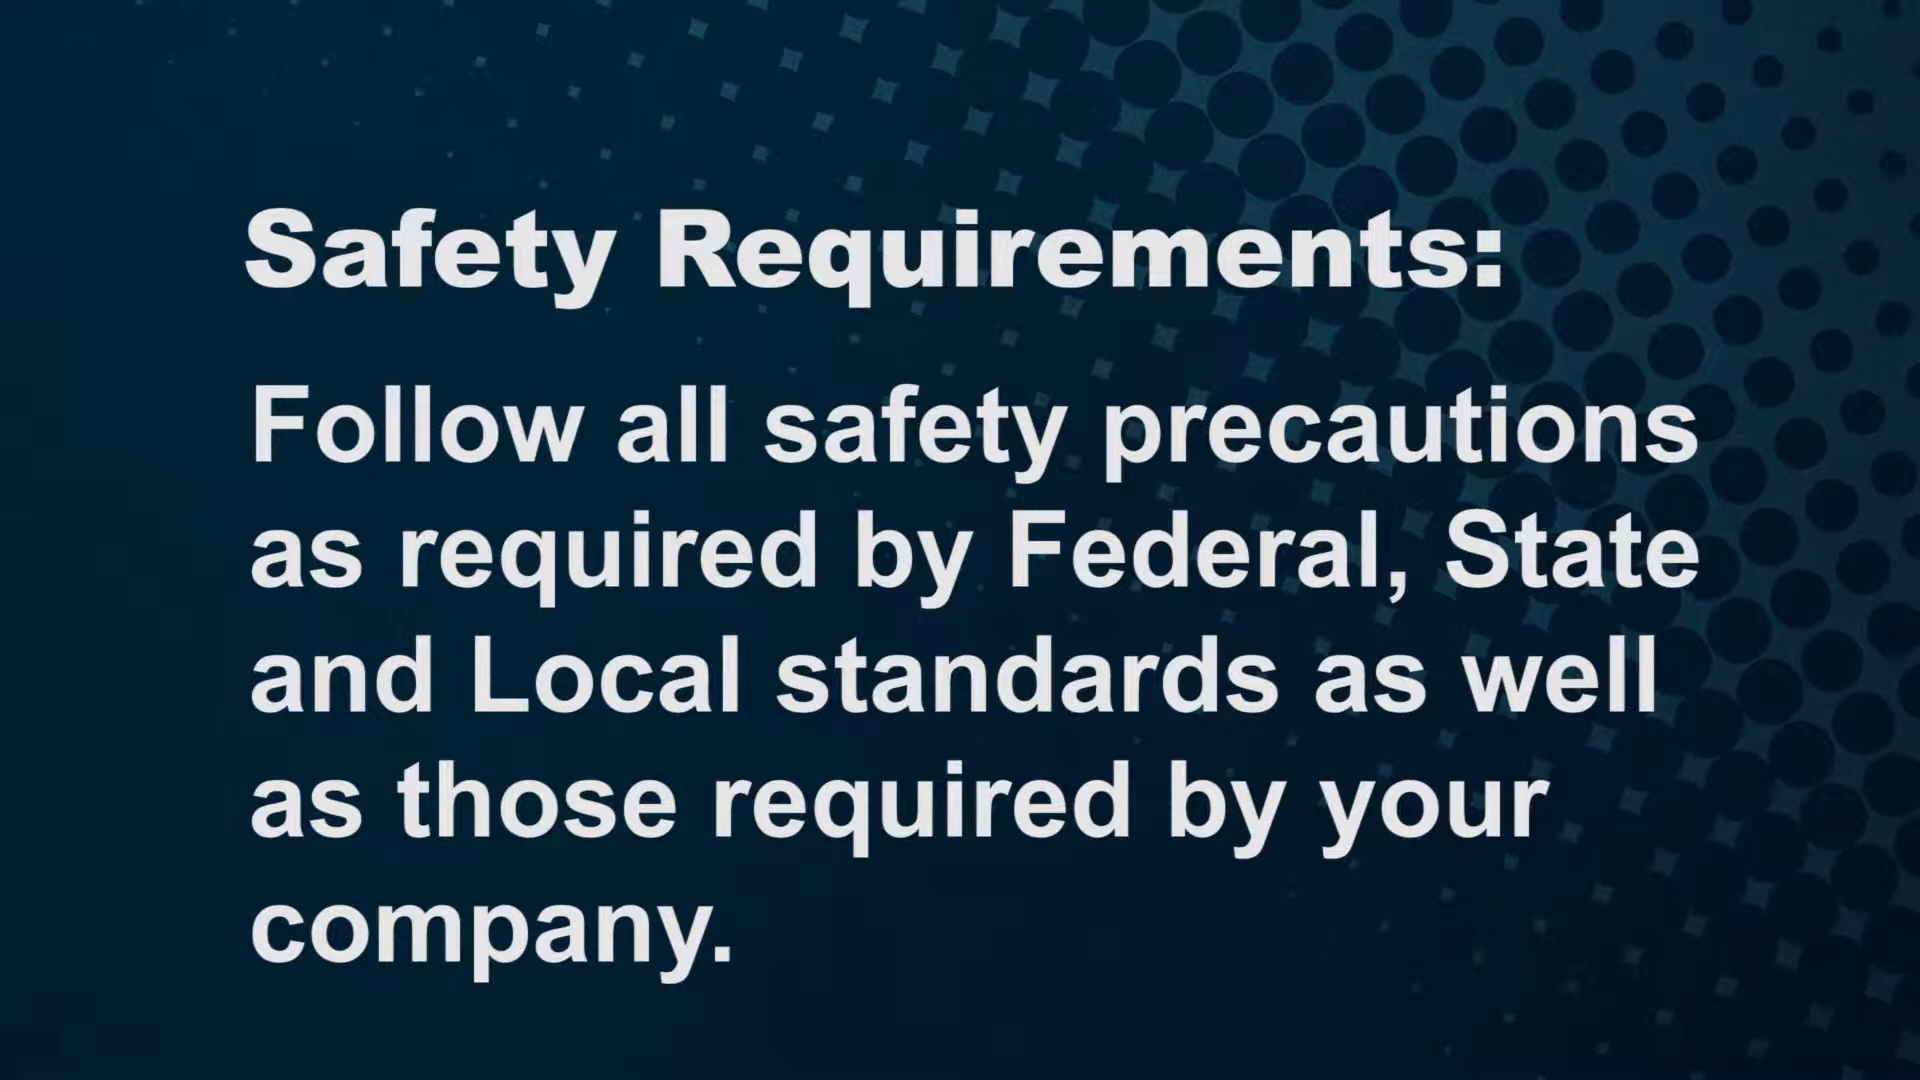 Safety Requirements:
Follow all safety precautions
as required by Federal, State
and Local standards as well
as those required by your
company.